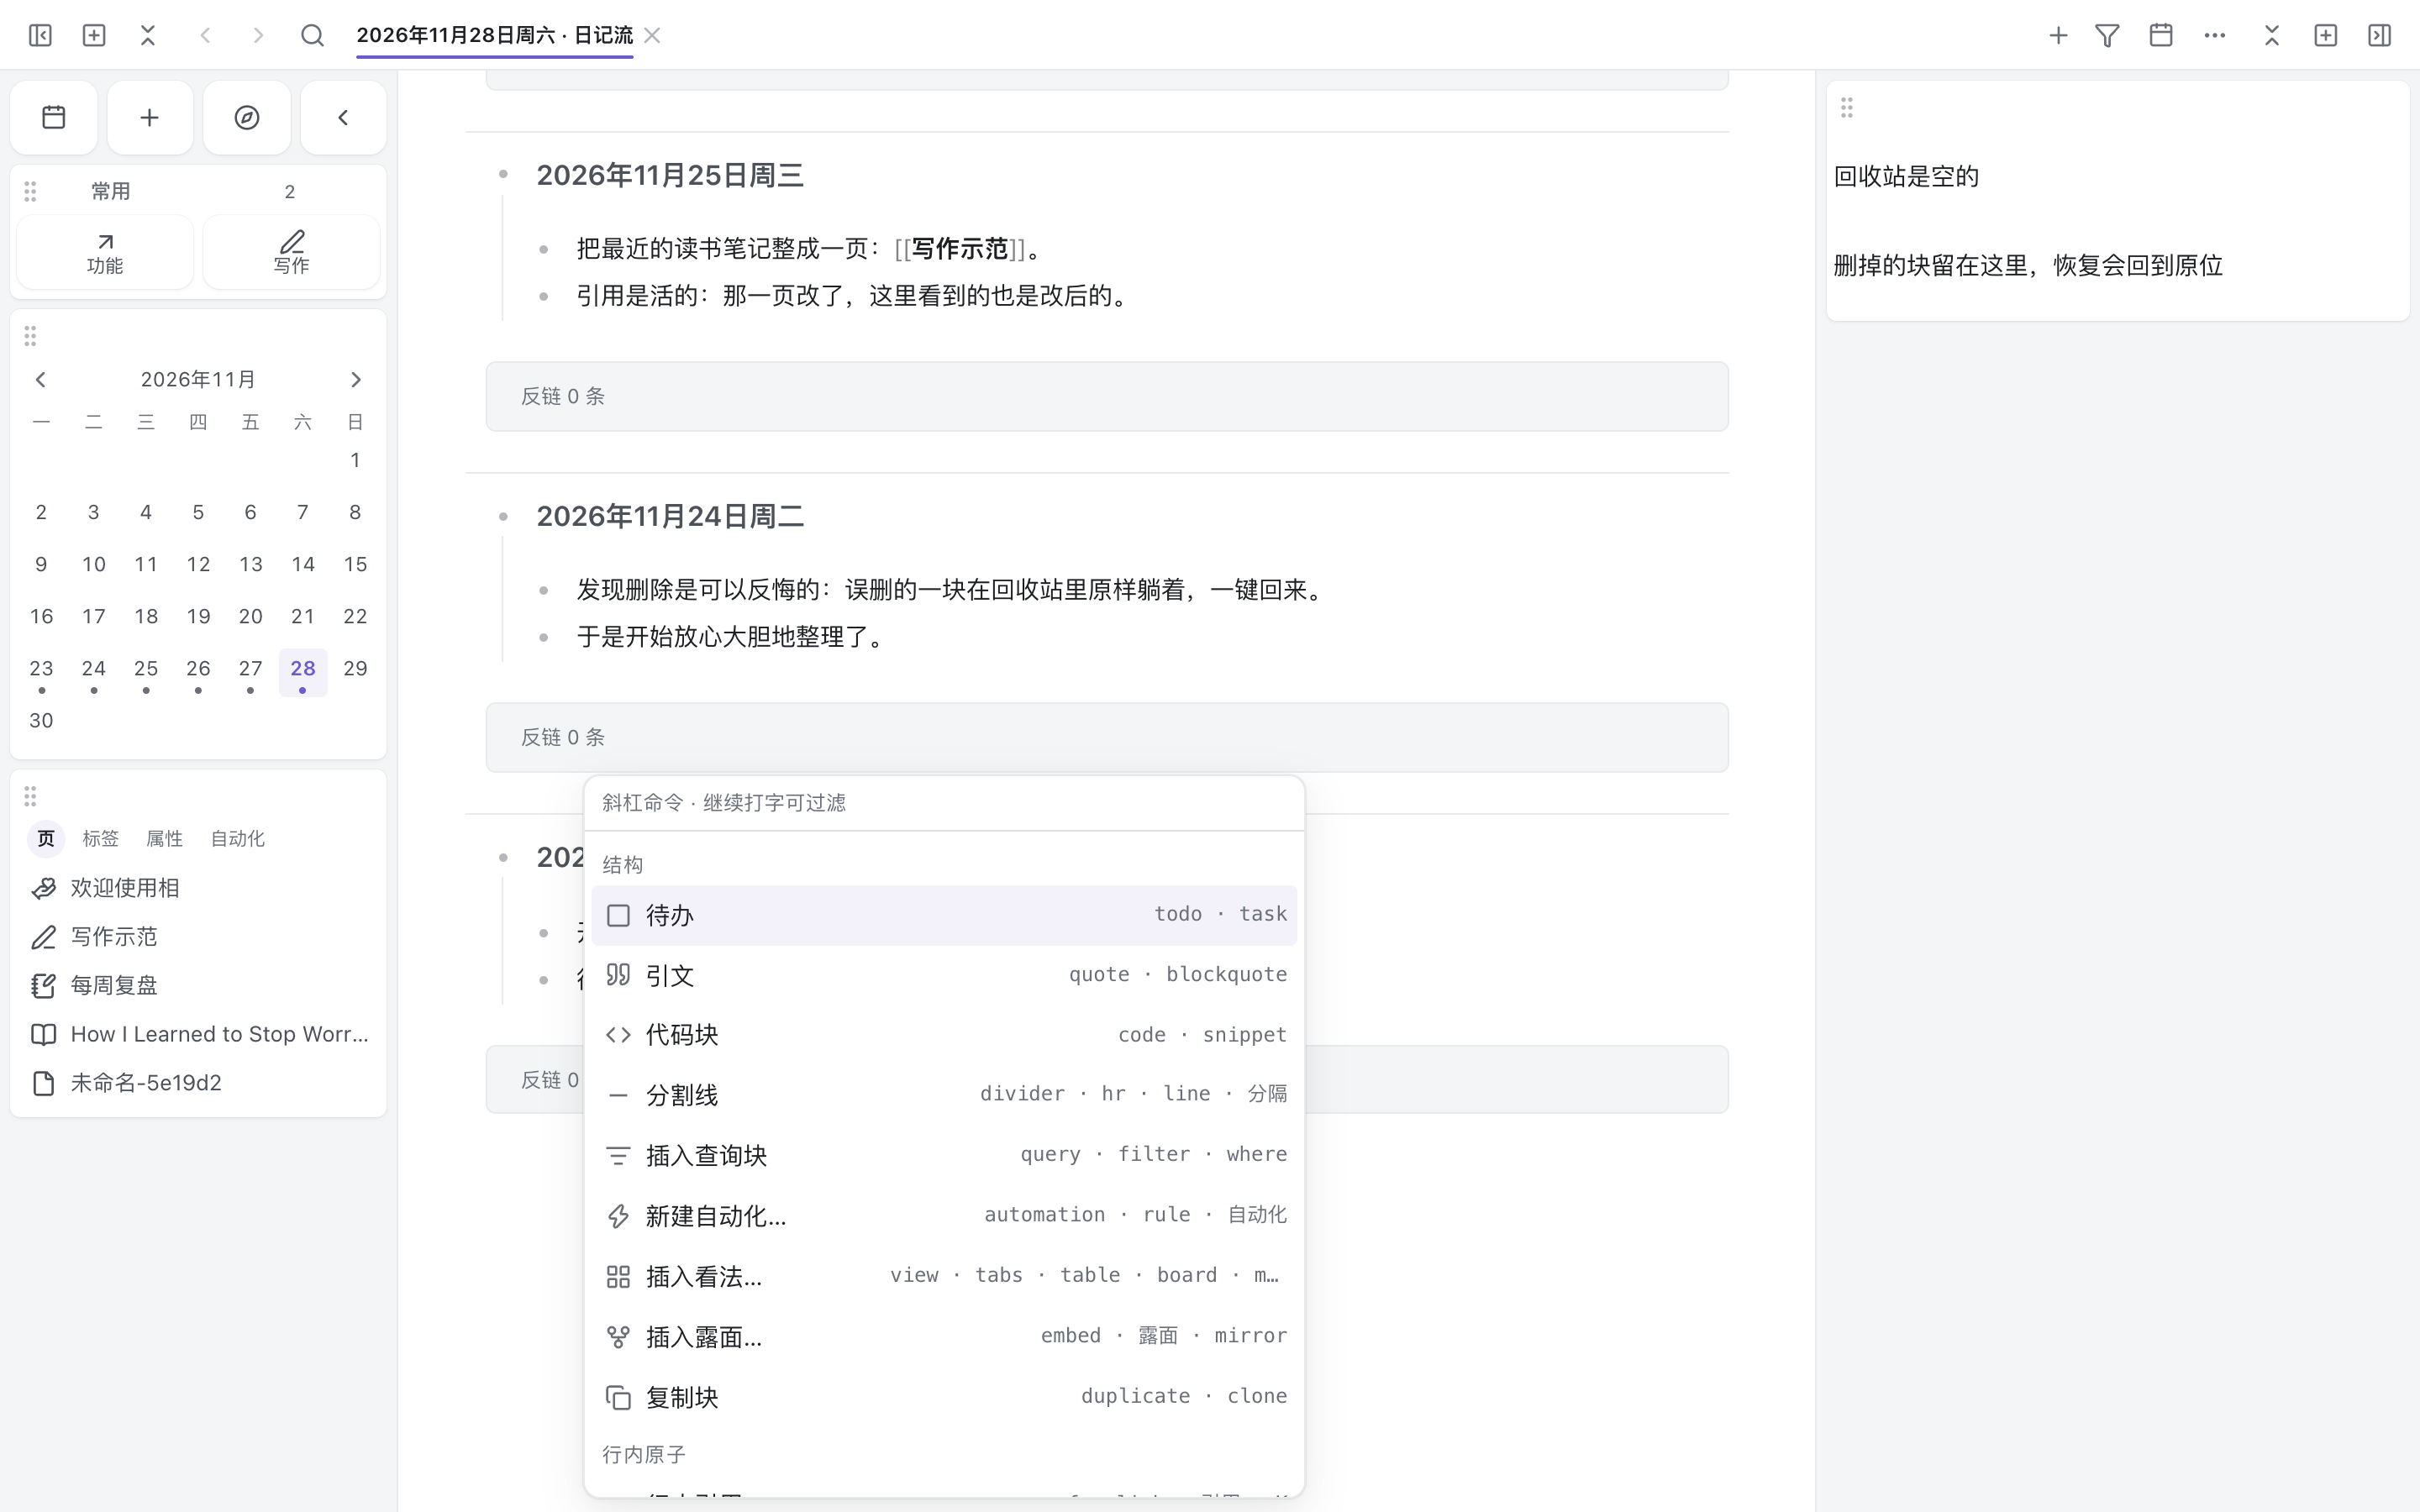 2026年11月28日周六 · 日记流
常用 2
功能 写作
2026年11月
一 二 三 四 五 六 日
1
2 3 4 5 6 7 8
9 10 11 12 13 14 15
16 17 18 19 20 21 22
23 24 25 26 27 28 29
30
页 标签 属性 自动化
欢迎使用相
写作示范
每周复盘
How I Learned to Stop Worr...
未命名-5e19d2
2026年11月25日周三
把最近的读书笔记整成一页：[[写作示范]]。
引用是活的：那一页改了，这里看到的也是改后的。
反链 0 条
2026年11月24日周二
发现删除是可以反悔的：误删的一块在回收站里原样躺着，一键回来。
于是开始放心大胆地整理了。
反链 0 条
202
反链 0
斜杠命令 · 继续打字可过滤
结构
待办 todo · task
引文 quote · blockquote
代码块 code · snippet
分割线 divider · hr · line · 分隔
插入查询块 query · filter · where
新建自动化... automation · rule · 自动化
插入看法... view · tabs · table · board · m…
插入露面... embed · 露面 · mirror
复制块 duplicate · clone
行内原子
回收站是空的
删掉的块留在这里，恢复会回到原位